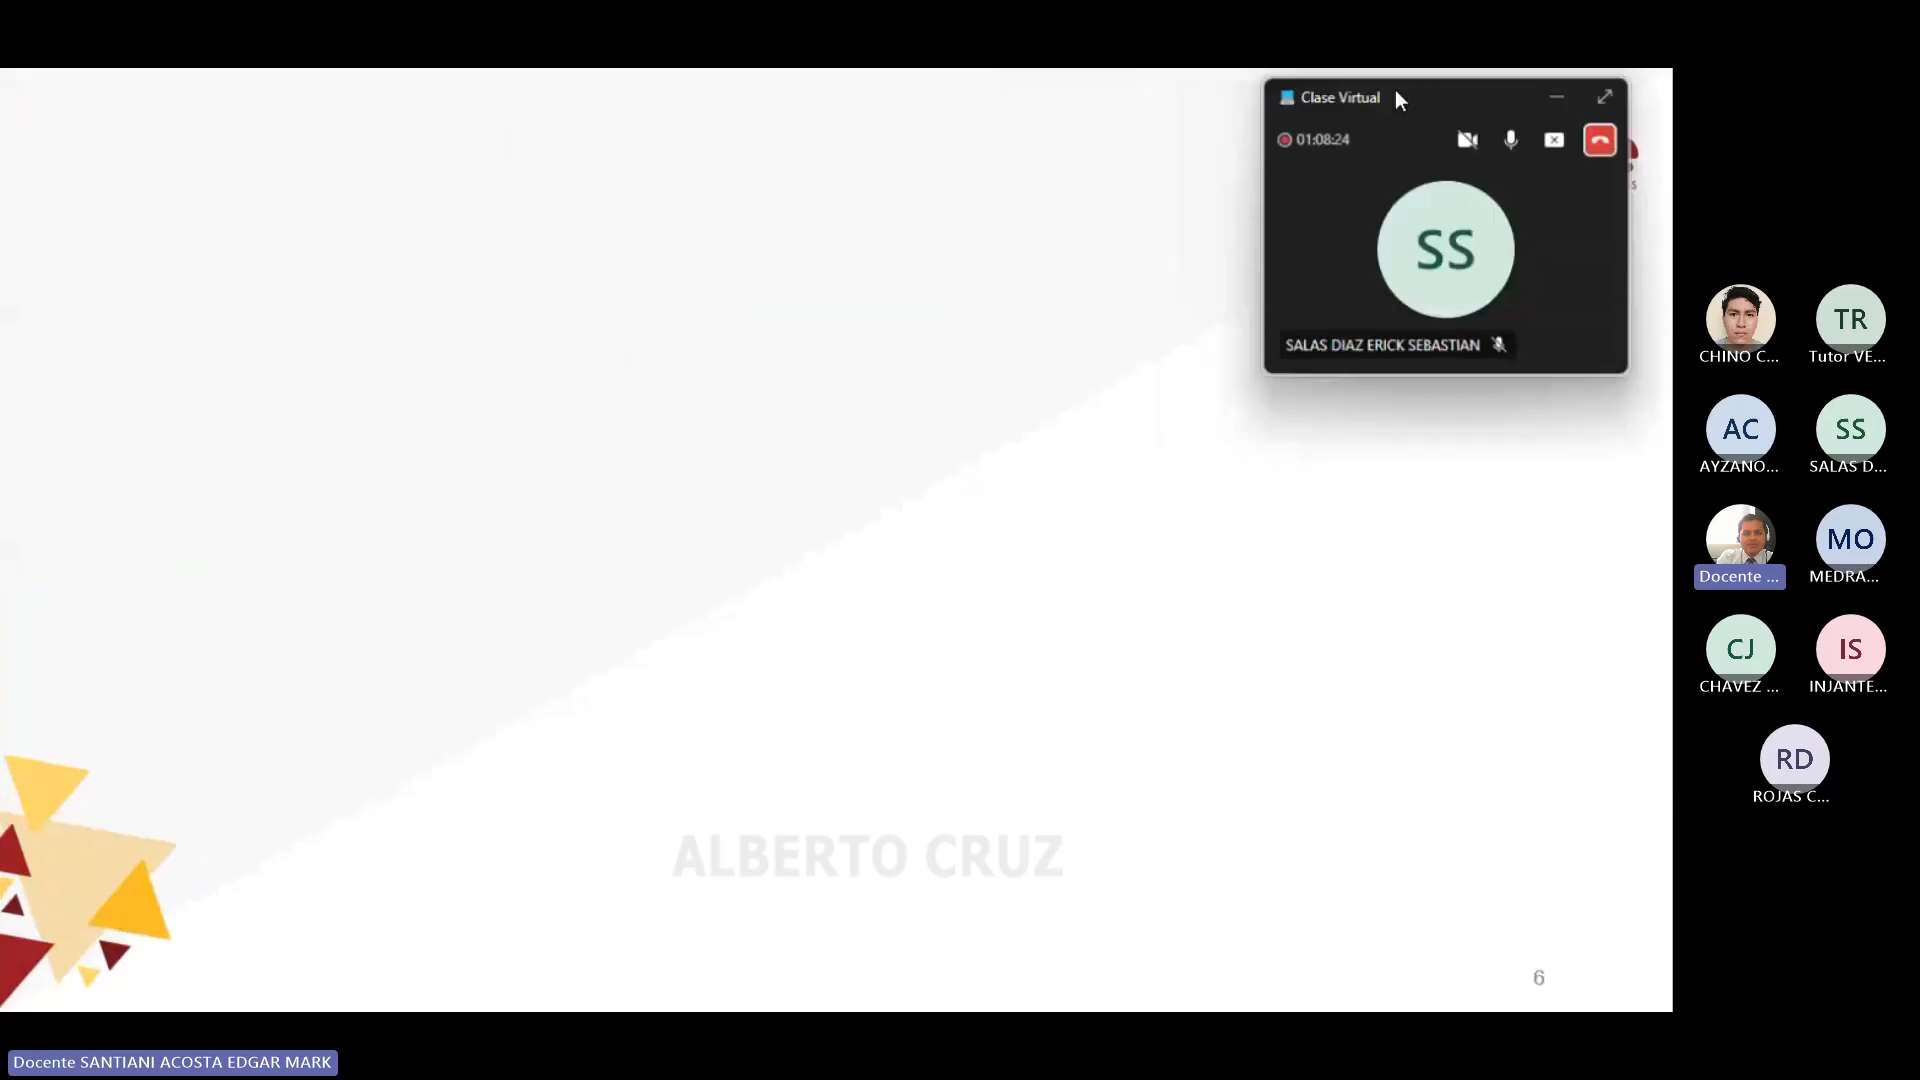 Clase Virtual
01:08:24
SS
SALAS DIAZ ERICK SEBASTIAN
CHINO C...
TR
Tutor VE...
AC
AYZANO...
SS
SALAS D...
Docente ...
MO
MEDRA...
CJ
CHAVEZ ...
IS
INJANTE...
RD
ROJAS C...
ALBERTO CRUZ
6
Docente SANTIANI ACOSTA EDGAR MARK